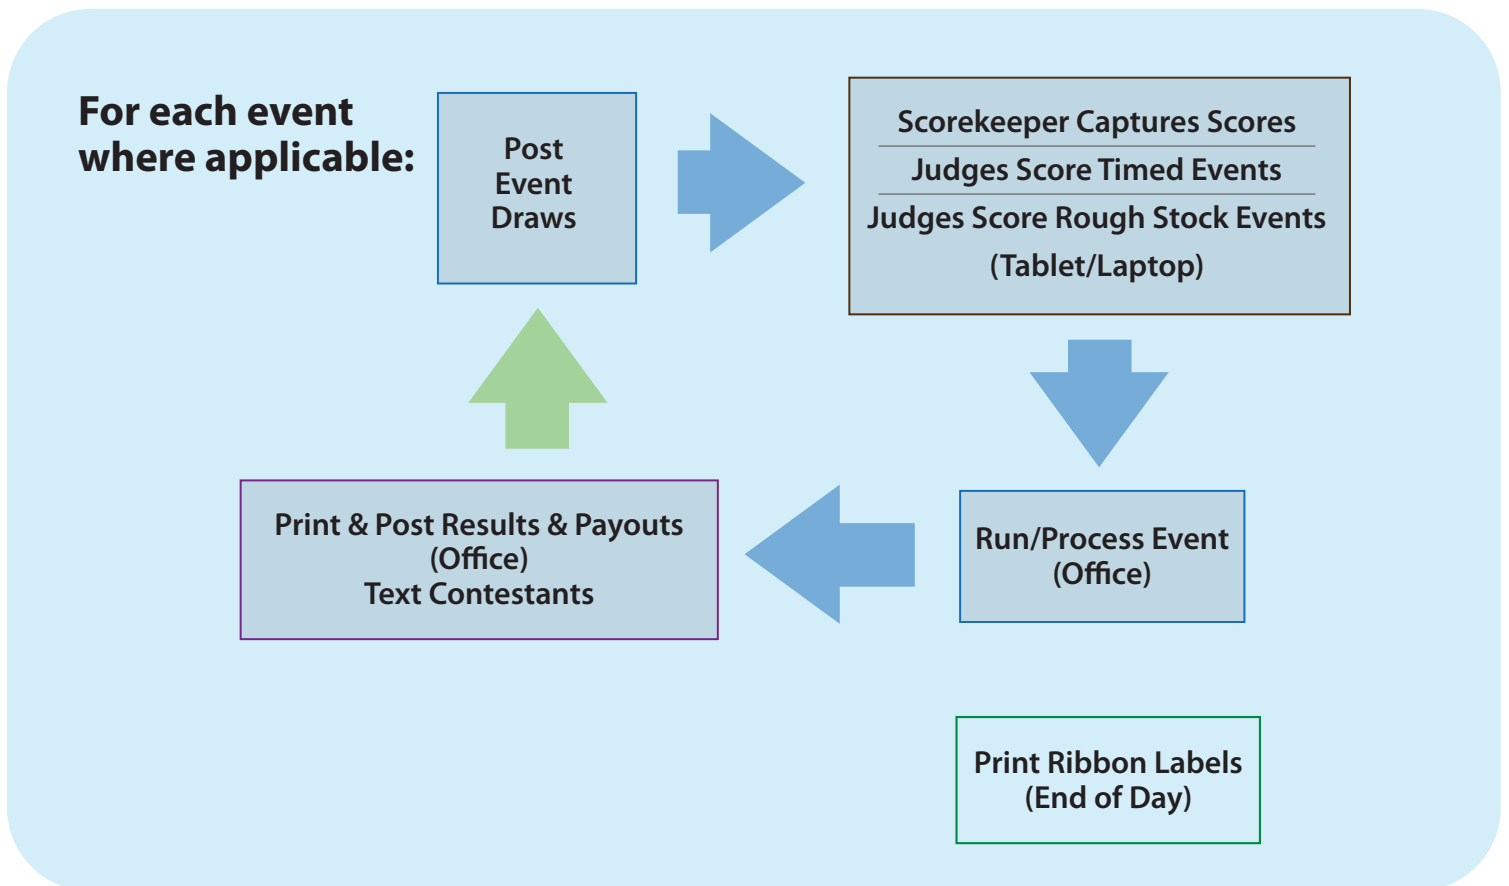 For each event
where applicable:
Post
Event
Draws
Scorekeeper Captures Scores
Judges Score Timed Events
Judges Score Rough Stock Events
(Tablet/Laptop)
Run/Process Event
(Office)
Print & Post Results & Payouts
(Office)
Text Contestants
Print Ribbon Labels
(End of Day)